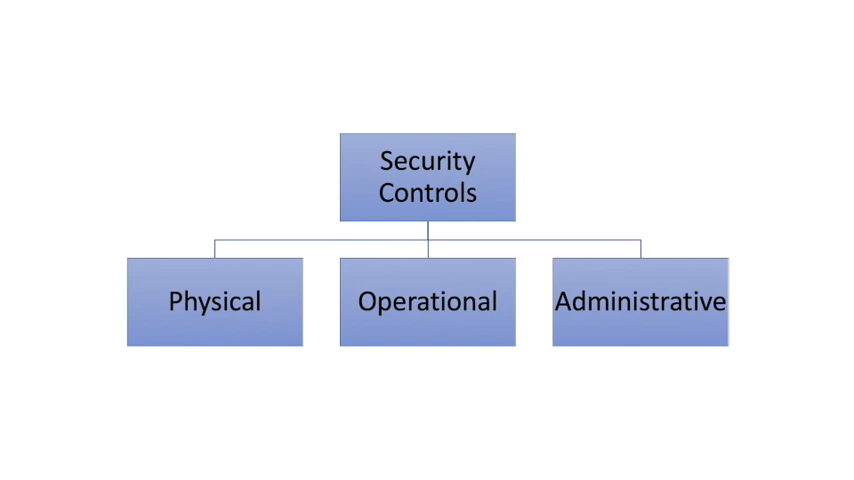 Security
Controls
Physical
Operational
Administrative